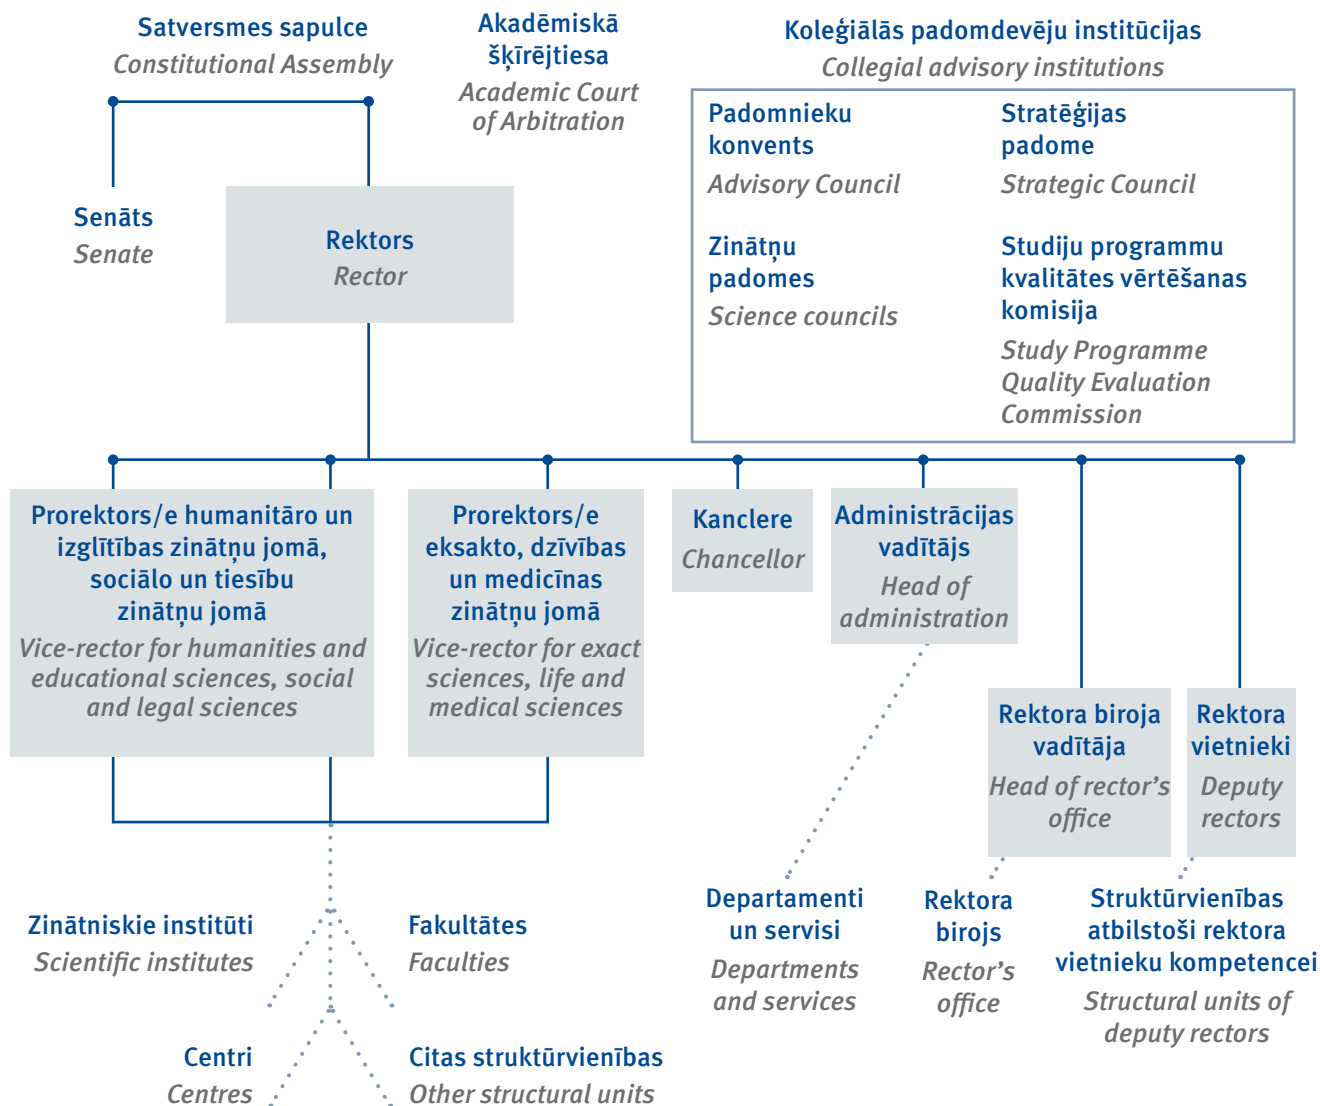 Satversmes sapulce
Constitutional Assembly
Akadēmiskā
šķīrējtiesa
Academic Court
of Arbitration
Koleģiālās padomdevēju institūcijas
Collegial advisory institutions
Padomnieku
konvents
Advisory Council
Stratēģijas
padome
Strategic Council
Zinātņu
padomes
Science councils
Studiju programmu
kvalitātes vērtēšanas
komisija
Study Programme
Quality Evaluation
Commission
Senāts
Senate
Rektors
Rector
Prorektors/e humanitāro un
izglītības zinātņu jomā,
sociālo un tiesību
zinātņu jomā
Vice-rector for humanities and
educational sciences, social
and legal sciences
Prorektors/e
eksakto, dzīvības
un medicīnas
zinātņu jomā
Vice-rector for exact
sciences, life and
medical sciences
Kanclere
Chancellor
Administrācijas
vadītājs
Head of
administration
Rektora biroja
vadītāja
Head of rector's
office
Rektora
vietnieki
Deputy
rectors
Zinātniskie institūti
Scientific institutes
Fakultātes
Faculties
Centri
Centres
Citas struktūrvienības
Other structural units
Departamenti
un servisi
Departments
and services
Rektora
birojs
Rector's
office
Struktūrvienības
atbilstoši rektora
vietnieku kompetencei
Structural units of
deputy rectors